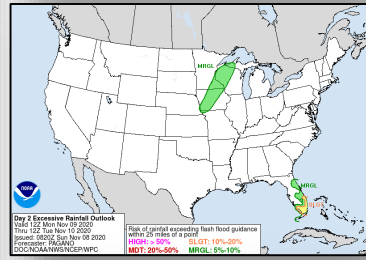 MRGL
MRGL
SLGT
NOAA
Day 2 Excessive Rainfall Outlook
Valid 12Z Mon Nov 09 2020
Thru 12Z Tue Nov 10 2020
Issued: 0820Z Sun Nov 08 2020
Forecaster: PAGANO
DOC/NOAA/NWS/NCEP/WPC
Risk of rainfall exceeding flash flood guidance
within 25 miles of a point
HIGH: > 50% SLGT: 10%-20%
MDT: 20%-50% MRGL: 5%-10%